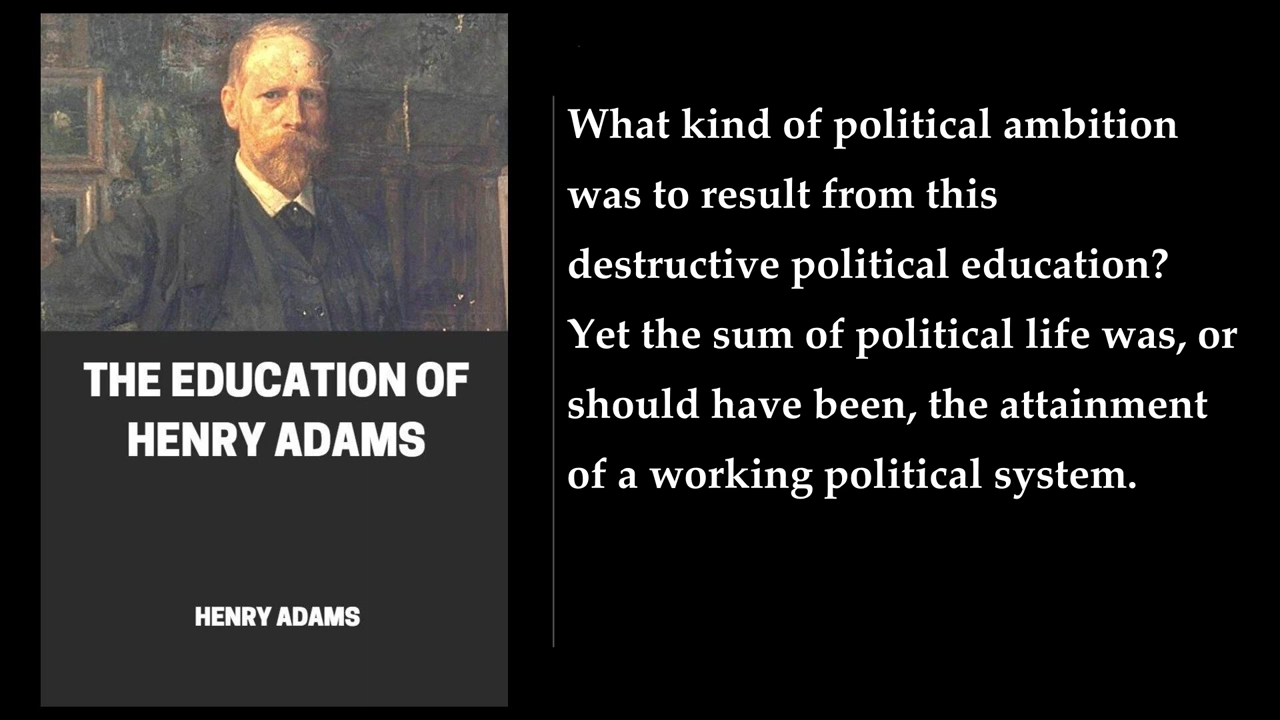 THE EDUCATION OF
HENRY ADAMS
HENRY ADAMS
What kind of political ambition
was to result from this
destructive political education?
Yet the sum of political life was, or
should have been, the attainment
of a working political system.